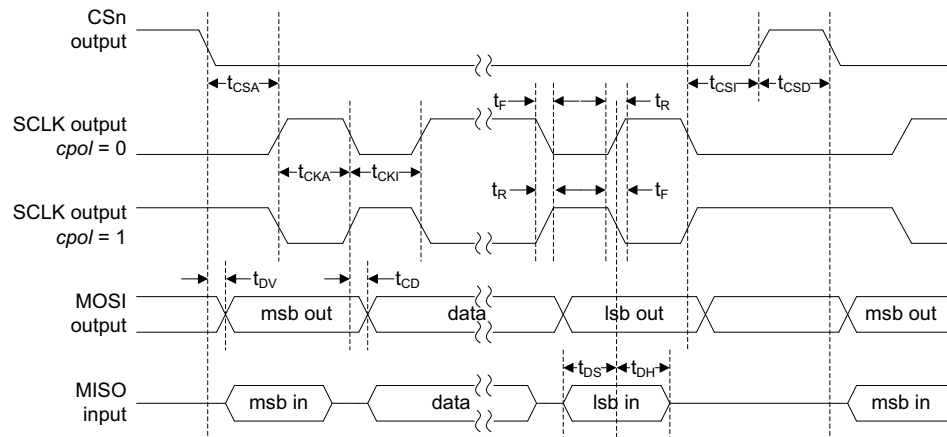 CSn
output
tCSA
tCSI
tCSD
tF
tR
SCLK output
cpol = 0
tCKA
tCKI
tR
tF
SCLK output
cpol = 1
tDV
tCD
MOSI
output
msb out
data
lsb out
msb out
tDS
tDH
MISO
input
msb in
data
lsb in
msb in